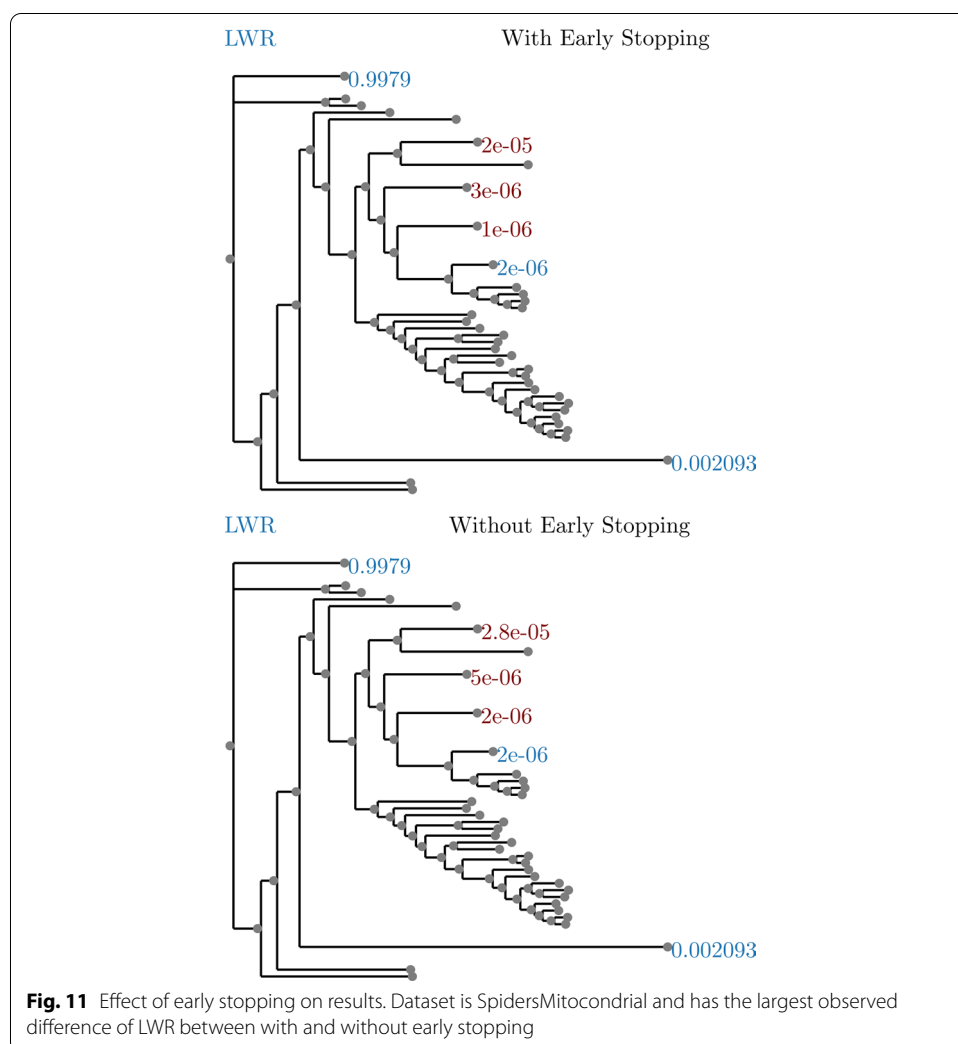 LWR With Early Stopping
0.9979
2e-05
3e-06
1e-06
2e-06
0.002093
LWR Without Early Stopping
0.9979
2.8e-05
5e-06
2e-06
2e-06
0.002093
Fig. 11 Effect of early stopping on results. Dataset is SpidersMitocondrial and has the largest observed
difference of LWR between with and without early stopping